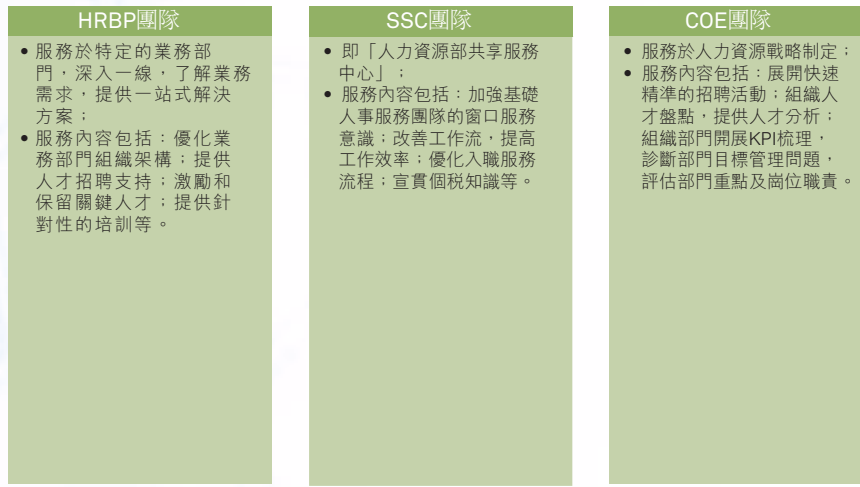 HRBP團隊
• 服務於特定的業務部
門，深入一線，了解業務
需求，提供一站式解決
方案；
• 服務內容包括：優化業
務部門組織架構；提供
人才招聘支持；激勵和
保留關鍵人才；提供針
對性的培訓等。
SSC團隊
• 即「人力資源部共享服務
中心」；
• 服務內容包括：加強基礎
人事服務團隊的窗口服務
意識；改善工作流，提高
工作效率；優化入職服務
流程；宣貫個稅知識等。
COE團隊
• 服務於人力資源戰略制定；
• 服務內容包括：展開快速
精準的招聘活動；組織人
才盤點，提供人才分析；
組織部門開展KPI梳理，
診斷部門目標管理問題，
評估部門重點及崗位職責。